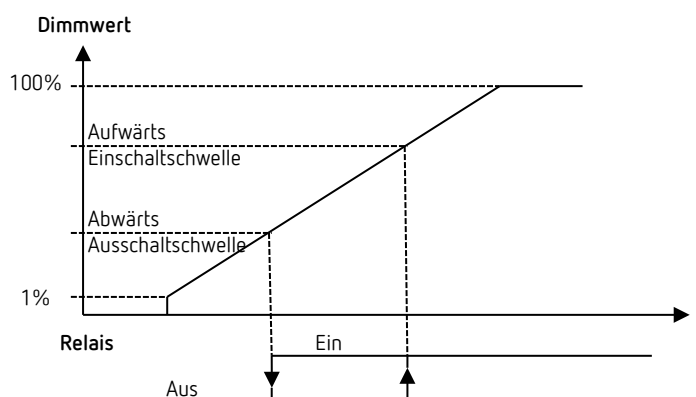 Dimmwert
100%
Aufwärts
Einschaltschwelle
Abwärts
Ausschaltschwelle
1%
Relais
Ein
Aus